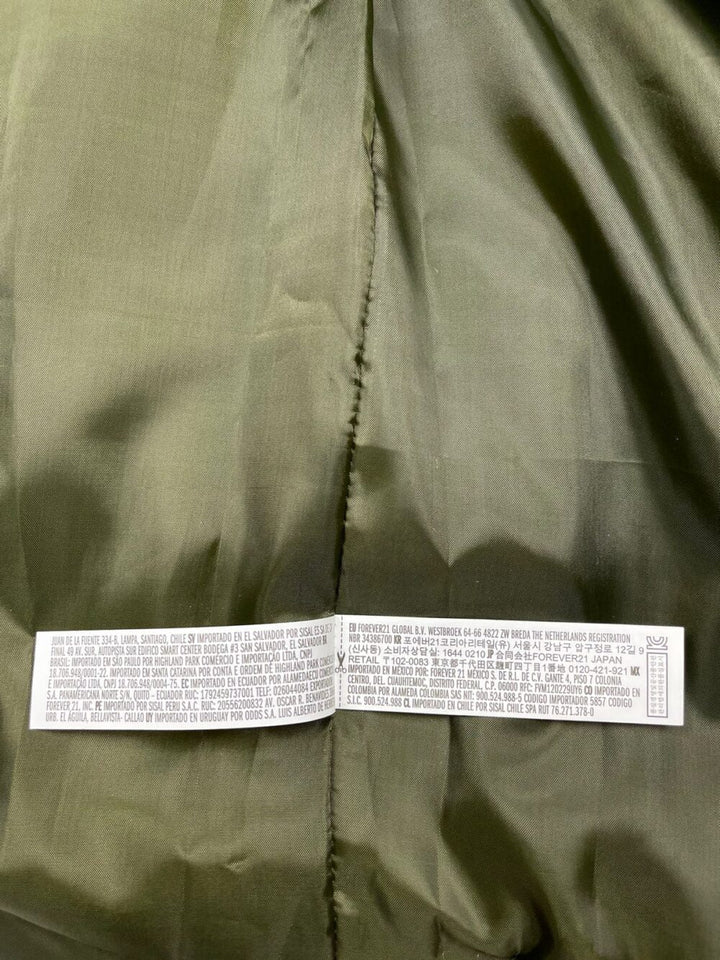 EU FOREVER21 GLOBAL B.V. WESTBROEK 64-66 4822 ZW BREDA THE NETHERLANDS REGISTRATION
NBR 34386700 KR 포에버21코리아리테일(유) 서울시 강남구 압구정로 12길 9
(신사동) 소비자상담실) 1644 0210 JP 合同会社FOREVER21 JAPAN
RETAIL 〒102-0083 東京都千代田区麹町四丁目1番地 0120-421-921 MX
IMPORTADO EN MÉXICO POR: FOREVER 21 MÉXICO S. DE R.L. DE C.V. GANTE 4, PISO 7 COLONIA
CENTRO, DEL. CUAUHTEMOC, DISTRITO FEDERAL, C.P. 06000 RFC: FVM120229UY6 CO IMPORTADO EN
COLOMBIA POR ALAMEDA COLOMBIA SAS NIT: 900.524.988-5 CODIGO IMPORTADOR 5857 CODIGO
S.I.C. 900.524.988 CL IMPORTADO EN CHILE POR SISAL CHILE SPA RUT 76.271.378-0
JUAN DE LA FUENTE 334-B, LAMPA, SANTIAGO, CHILE SV IMPORTADO EN EL SALVADOR POR SISAL
FINAL 49 AV. SUR, AUTOPISTA SUR EDIFICO SMART CENTER BODEGA #3 SAN SALVADOR, EL SALVADOR
BRASIL: IMPORTADO EM SÃO PAULO POR HIGHLAND PARK COMERCIO E IMPORTAÇÃO LTDA, CNPJ
18.706.948/0001-22. IMPORTADO EM SANTA CATARINA POR CONTA E ORDEM DE HIGHLAND PARK COMERCIO
E IMPORTAÇÃO LTDA, CNPJ 18.706.948/0004-75. EC IMPORTADO EN ECUADOR POR ALAMEDAECU
S.A. PANAMERICANA NORTE S/N, QUITO - ECUADOR RUC: 1792459737001 TELF: 026044064
FOREVER 21, INC. PE IMPORTADO POR SISAL PERU S.A.C. RUC: 20556200832 AV. OSCAR R. BENAVIDES
URB. EL AGUILA, BELLAVISTA- CALLAO UY IMPORTADO EN URUGUAY POR ODDS S.A. LUIS ALBERTO DE